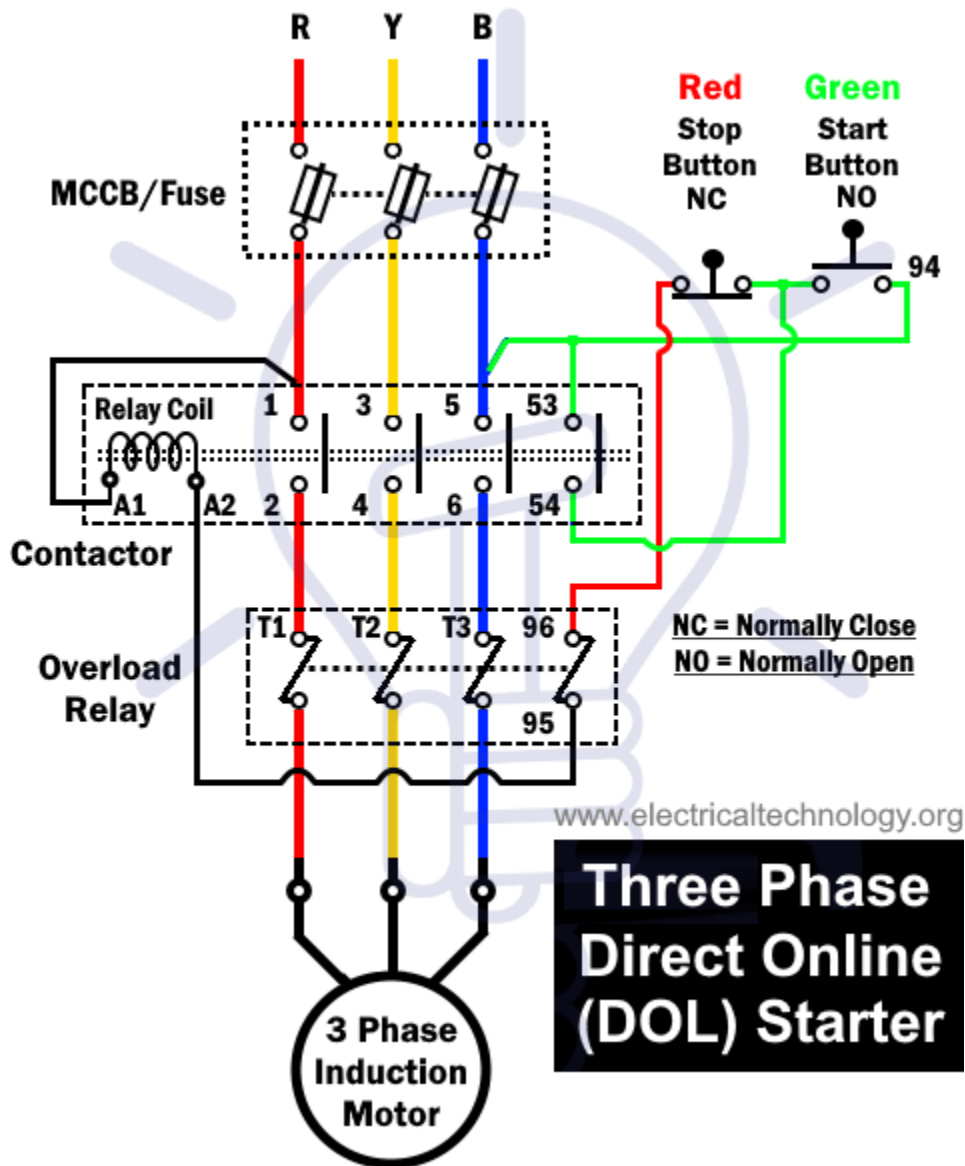 R Y B
Red Green
Stop Start
Button Button
NC NO
MCCB/Fuse
94
Relay Coil 1 3 5 53
A1 A2 2 4 6 54
Contactor
T1 T2 T3 96
NC = Normally Close
NO = Normally Open
Overload
Relay
95
www.electricaltechnology.org
Three Phase
Direct Online
(DOL) Starter
3 Phase
Induction
Motor